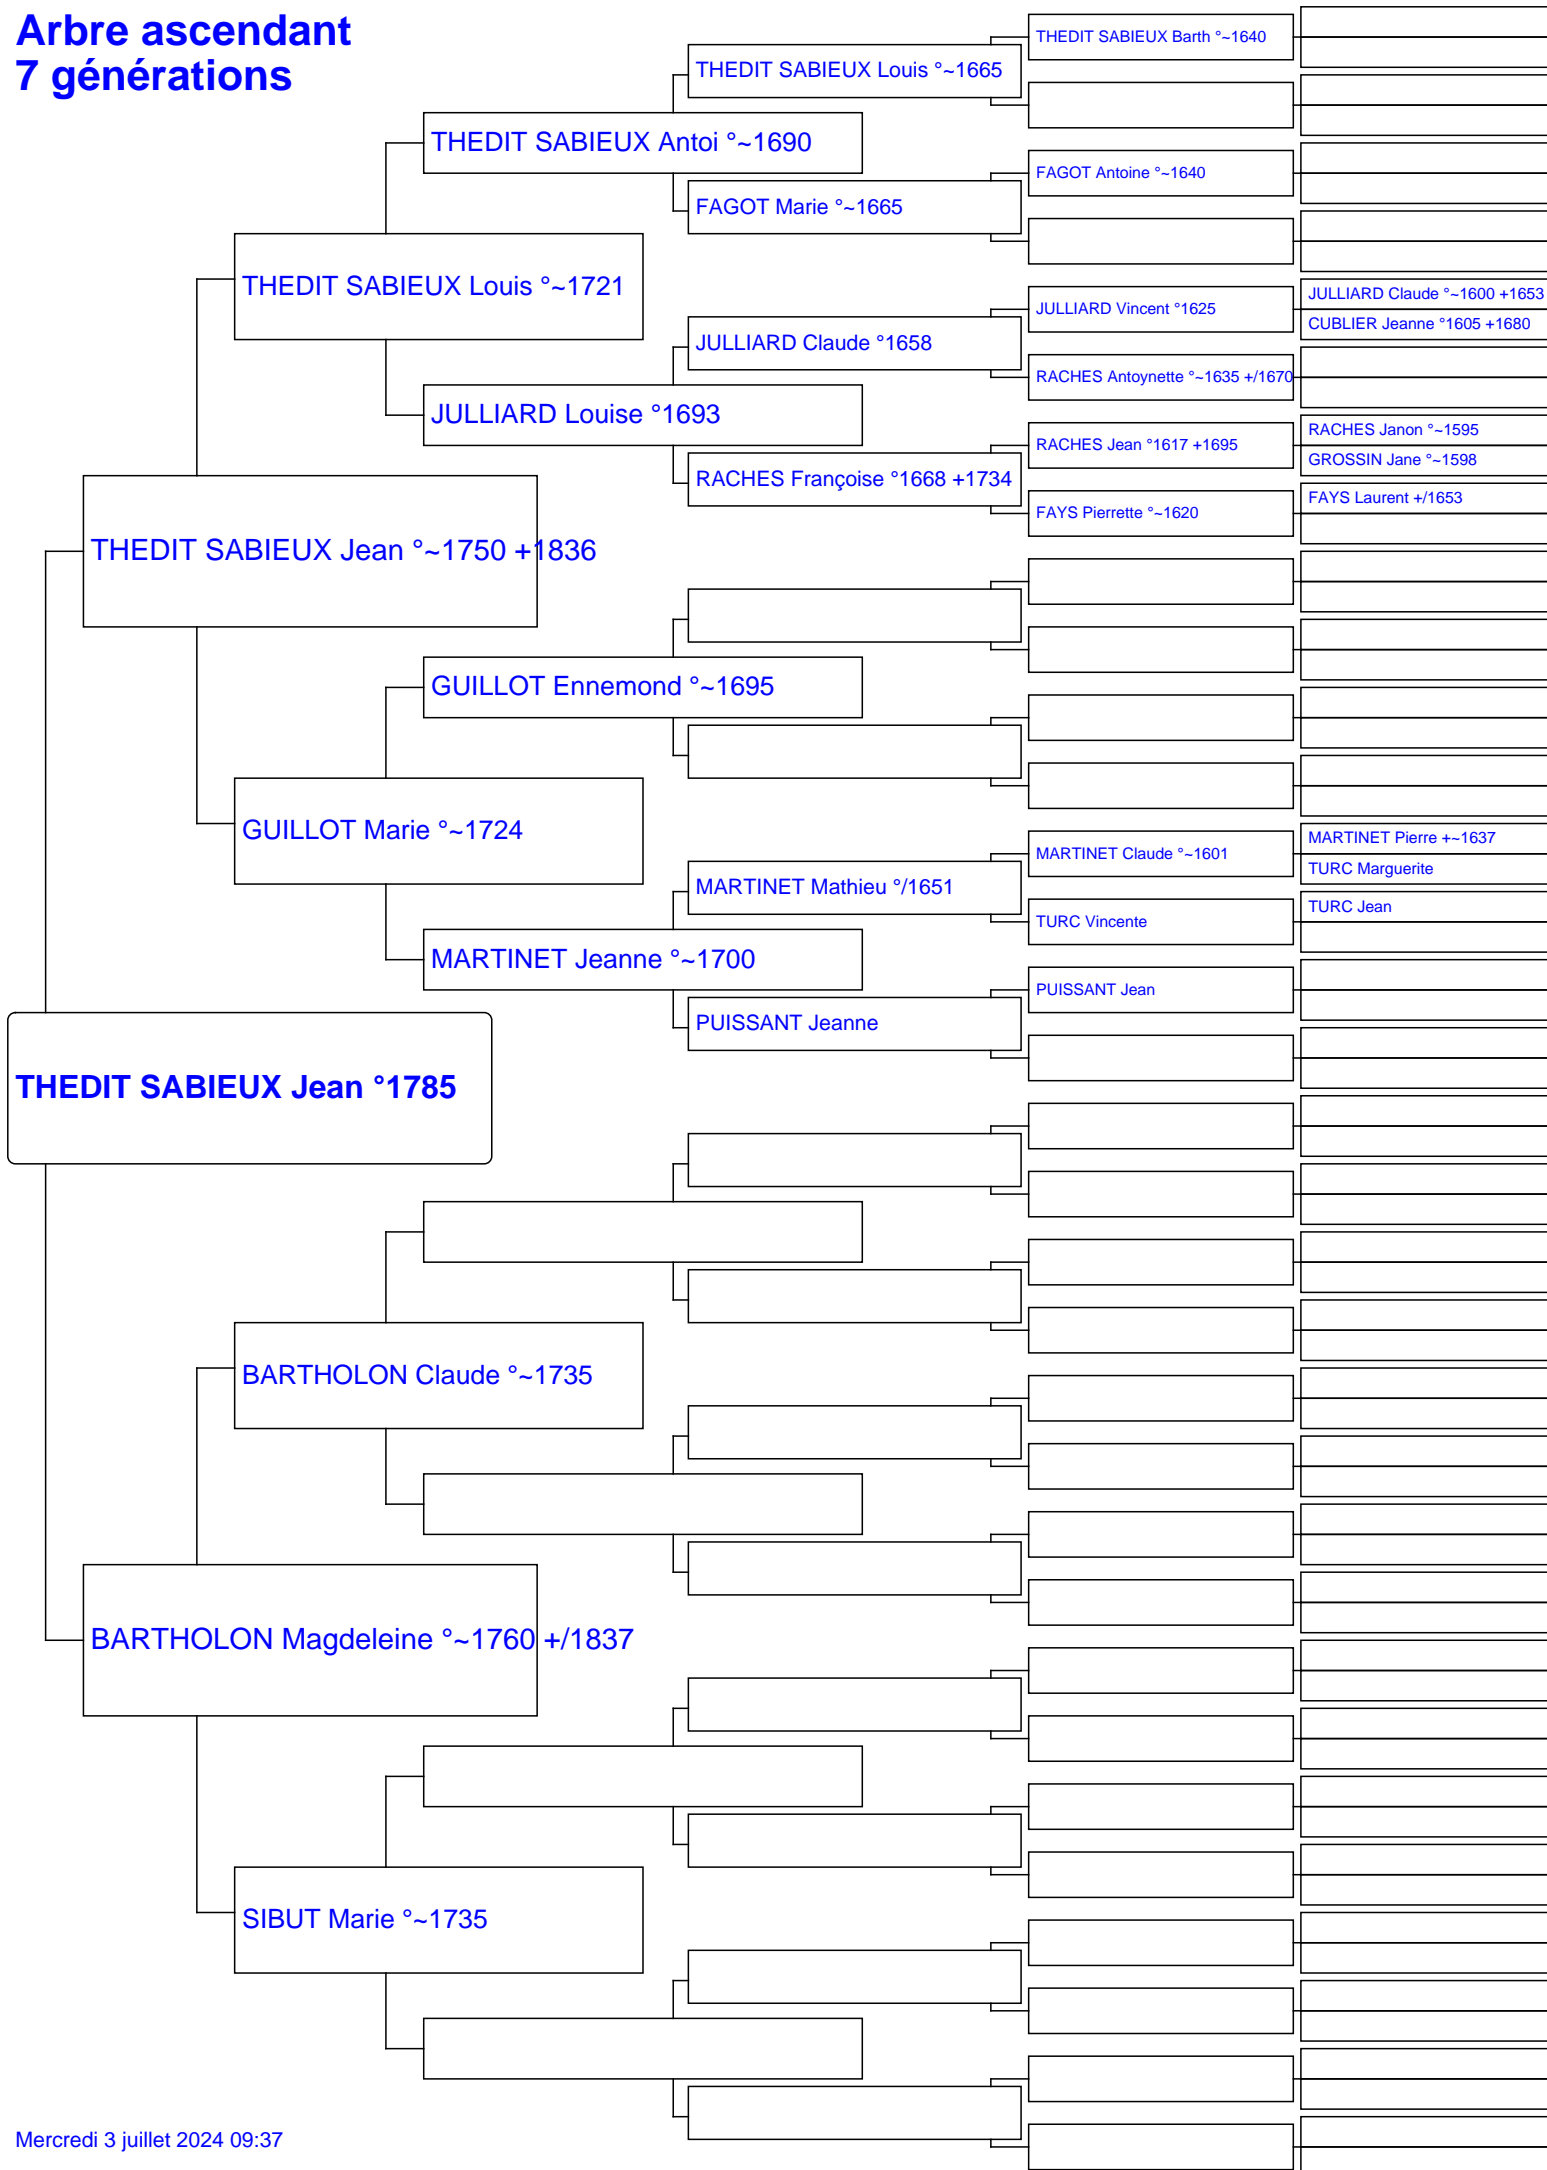 Arbre ascendant
7 générations
THEDIT SABIEUX Barth °~1640
THEDIT SABIEUX Louis °~1665
THEDIT SABIEUX Antoi °~1690
FAGOT Antoine °~1640
FAGOT Marie °~1665
THEDIT SABIEUX Louis °~1721
JULLIARD Claude °~1600 +1653
JULLIARD Vincent °1625
CUBLIER Jeanne °1605 +1680
JULLIARD Claude °1658
RACHES Antoynette °~1635 +/1670
JULLIARD Louise °1693
RACHES Janon °~1595
RACHES Jean °1617 +1695
GROSSIN Jane °~1598
RACHES Françoise °1668 +1734
FAYS Laurent +/1653
FAYS Pierrette °~1620
THEDIT SABIEUX Jean °~1750 +1836
GUILLOT Ennemond °~1695
GUILLOT Marie °~1724
MARTINET Pierre +~1637
MARTINET Claude °~1601
TURC Marguerite
MARTINET Mathieu °/1651
TURC Jean
TURC Vincente
MARTINET Jeanne °~1700
PUISSANT Jean
PUISSANT Jeanne
THEDIT SABIEUX Jean °1785
BARTHOLON Claude °~1735
BARTHOLON Magdeleine °~1760 +/1837
SIBUT Marie °~1735
Mercredi 3 juillet 2024 09:37